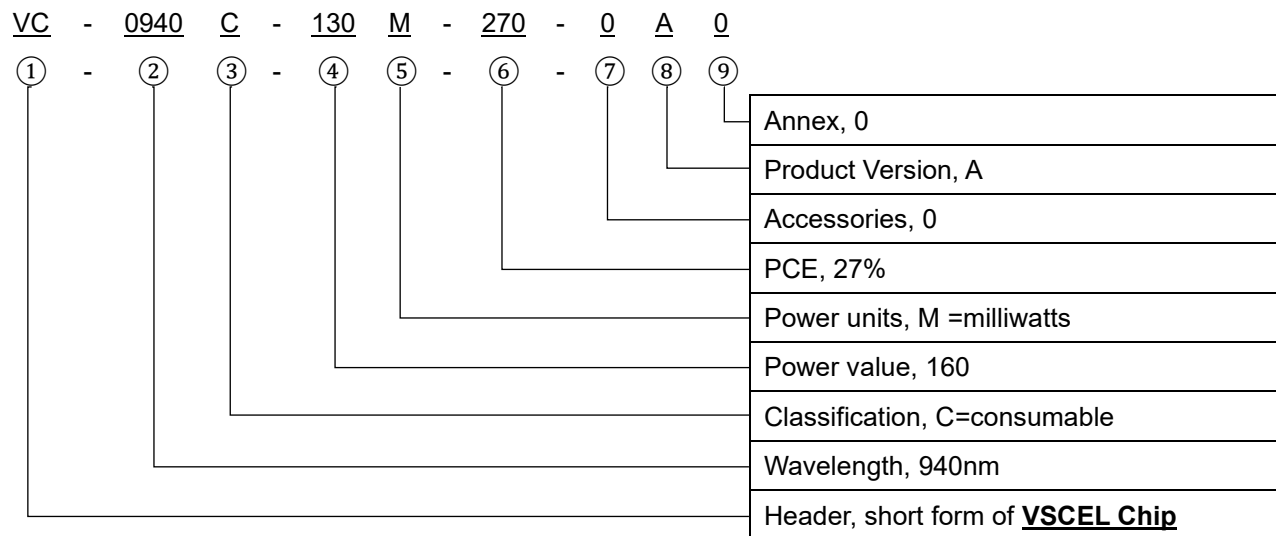 VC - 0940 C - 130 M - 270 - 0 A 0
① - ② ③ - ④ ⑤ - ⑥ - ⑦ ⑧ ⑨
Annex, 0
Product Version, A
Accessories, 0
PCE, 27%
Power units, M =milliwatts
Power value, 160
Classification, C=consumable
Wavelength, 940nm
Header, short form of VSCEL Chip